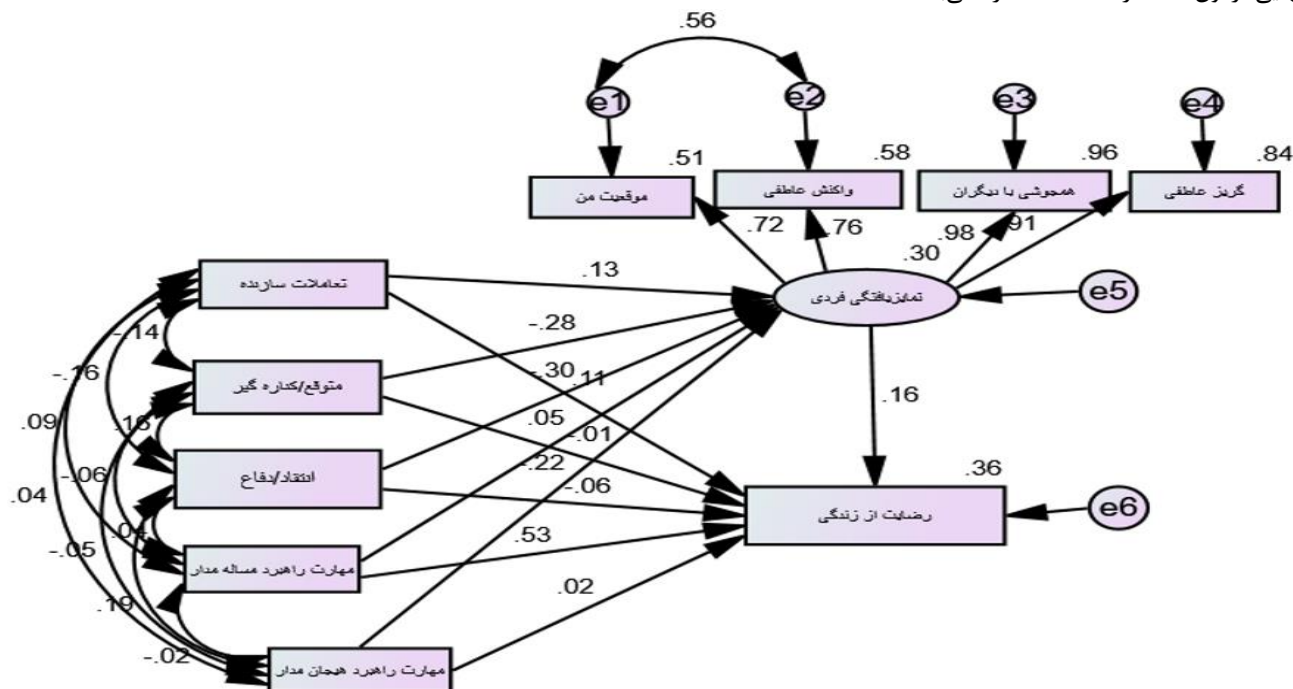 .56
e1
e2
e3
e4
.51
.58
.96
.84
موقعیت من
واکنش عاطفی
همجوشی با دیگران
گریز عاطفی
.72
.76
.98
.91
.30
تعاملات سازنده
.13
تمایزیافتگی فردی
e5
-.14
-.28
-.16
متوقع/کناره گیر
-.30
.11
.16
.09
.05
-.01
.16
-.06
انتقاد/دفاع
-.22
-.06
.36
.04
رضایت از زندگی
e6
.04
-.05
مهارت راهبرد مساله مدار
.53
.02
.19
-.02
مهارت راهبرد هیجان مدار